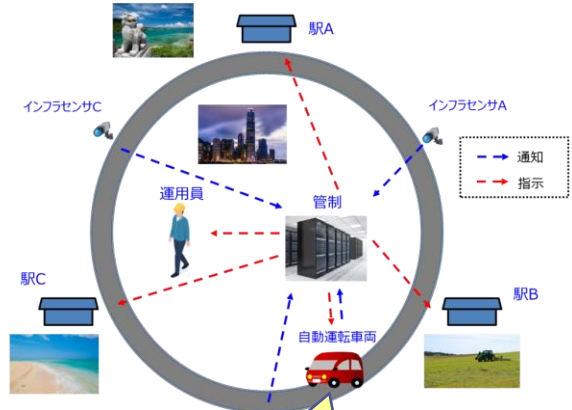 駅A
インフラセンサC
インフラセンサA
通知
指示
運用員
管制
駅C
駅B
自動運転車両